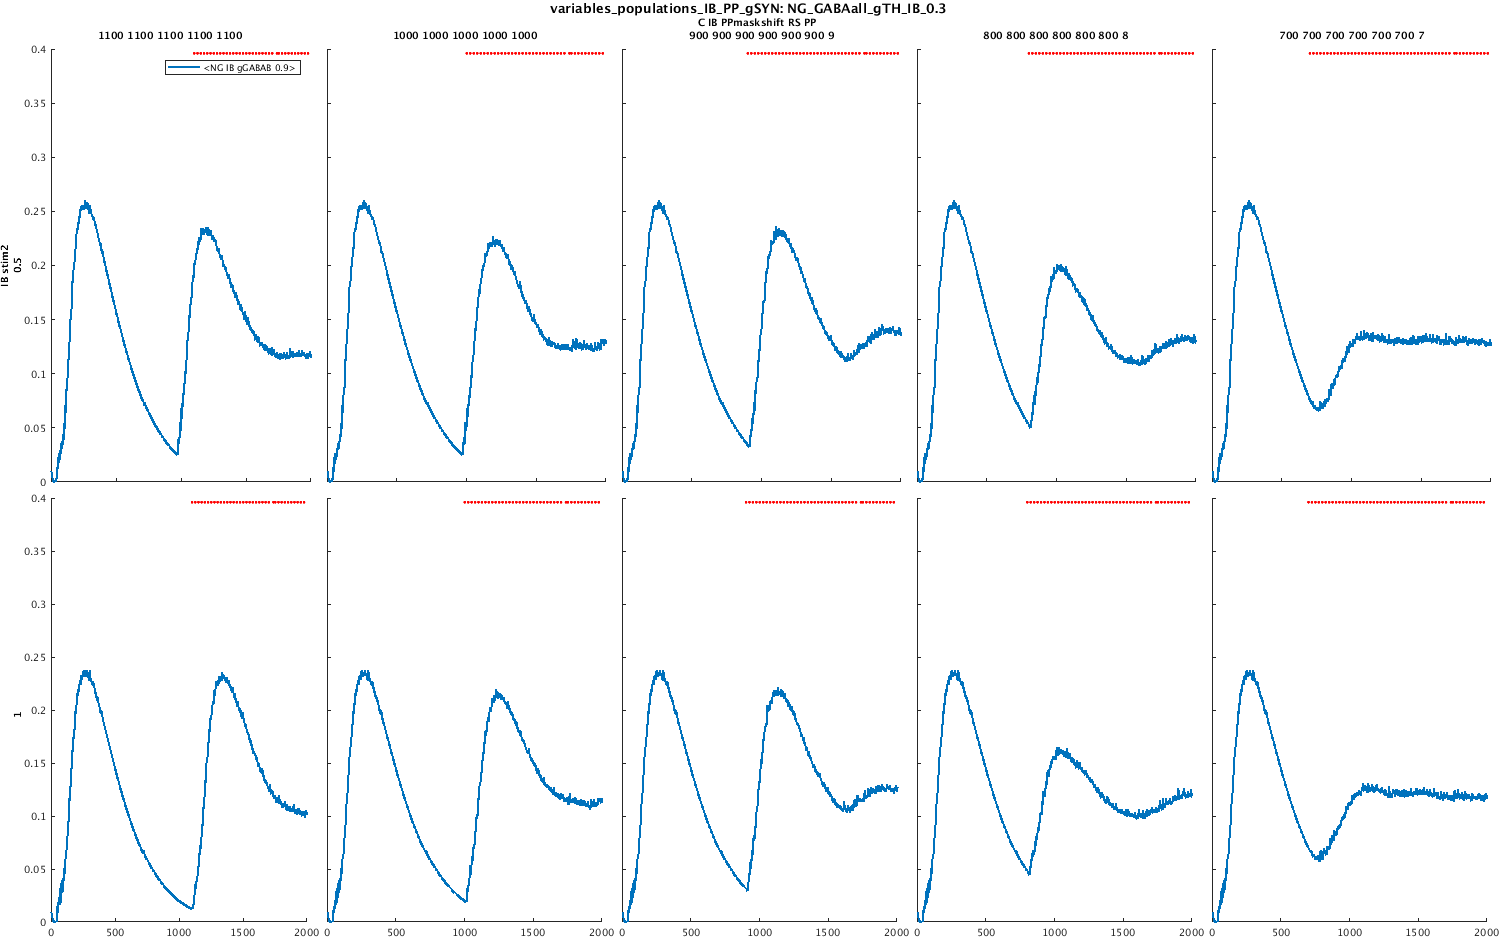 variables_populations_IB_PP_gSYN: NG_GABAall_gTH_IB_0.3
C IB PPmaskshift RS PP
1100 1100 1100 1100 1100
1000 1000 1000 1000 1000
900 900 900 900 900 900 9
800 800 800 800 800 800 8
700 700 700 700 700 700 7
<NG IB gGABAB 0.9>
IB stim2
0.5
0.4
0.35
0.3
0.25
0.2
0.15
0.1
0.05
0
1
0.4
0.35
0.3
0.25
0.2
0.15
0.1
0.05
0
0 500 1000 1500 2000
0 500 1000 1500 2000
0 500 1000 1500 2000
0 500 1000 1500 2000
0 500 1000 1500 2000